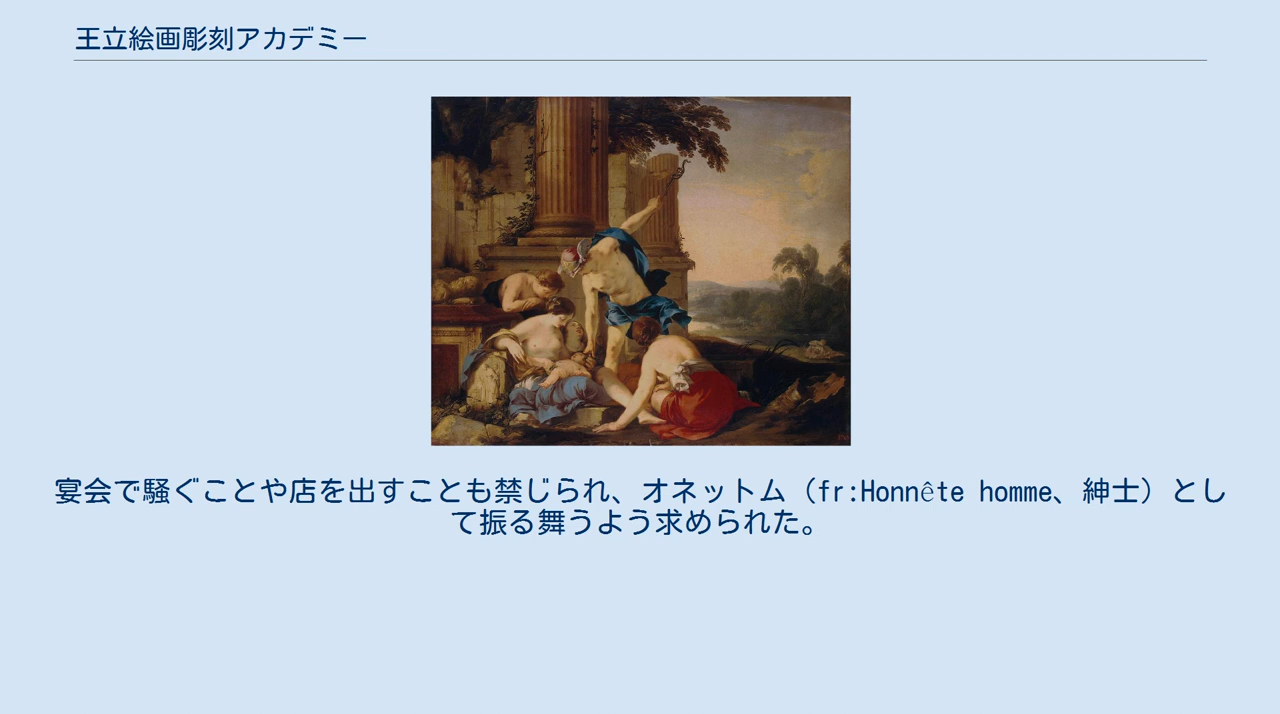 王立絵画彫刻アカデミー
宴会で騒ぐことや店を出すことも禁じられ、オネットム（fr:Honnête homme、紳士）とし
て振る舞うよう求められた。